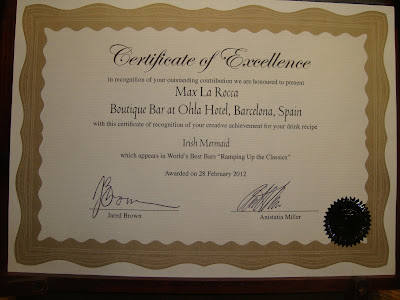 Certificate of Excellence
in recognition of your outstanding contribution we are honoured to present
Max La Rocca
Boutique Bar at Ohla Hotel, Barcelona, Spain
with this certificate of recognition of your creative achievement for your drink recipe
Irish Mermaid
which appears in World's Best Bars "Ramping Up the Classics"
Awarded on 28 February 2012
Jared Brown
Anistatia Miller